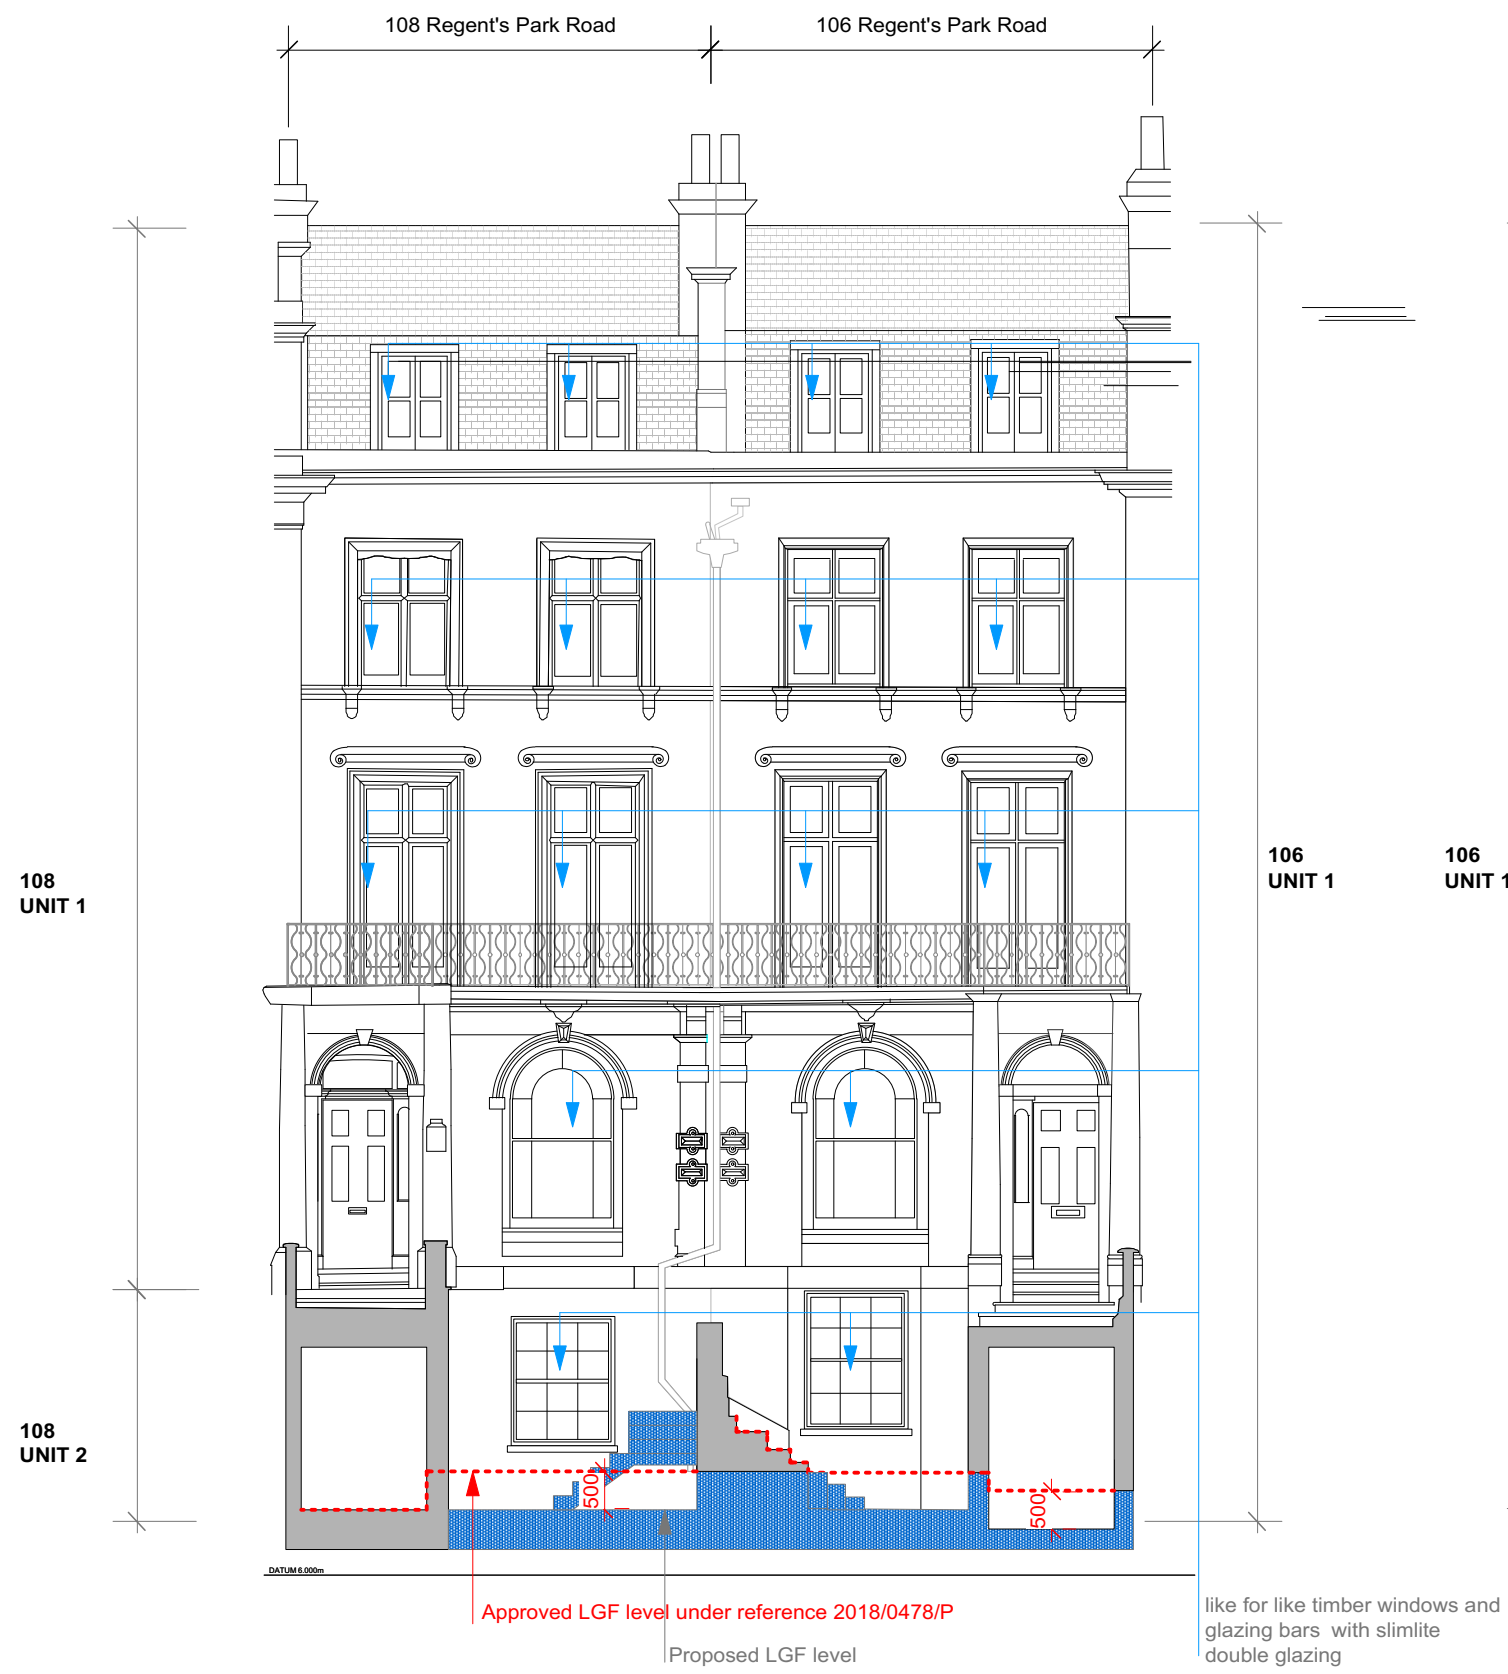 108 Regent's Park Road
106 Regent's Park Road
108
UNIT 1
106
UNIT 1
106
UNIT 1
108
UNIT 2
500
500
DATUM 6.000m
Approved LGF level under reference 2018/0478/P
Proposed LGF level
like for like timber windows and
glazing bars with slimlite
double glazing